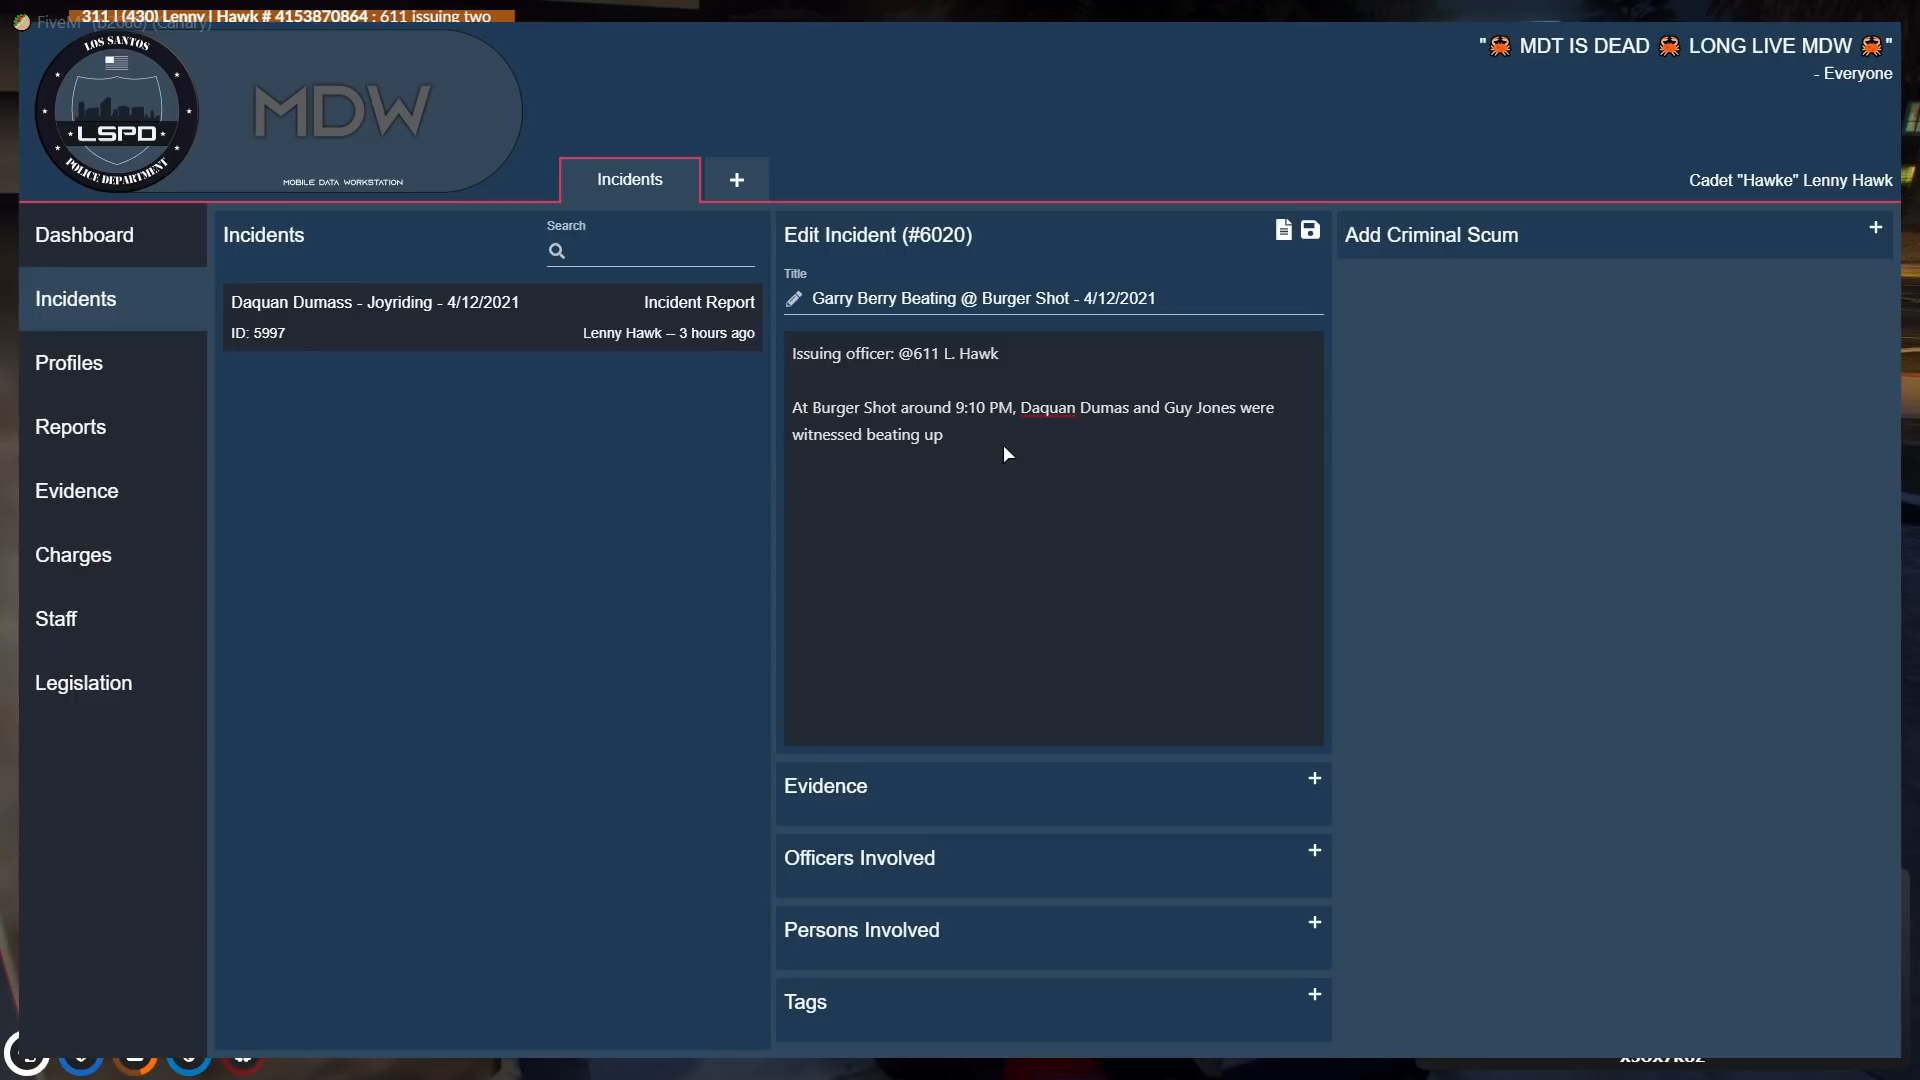 311 | (430) Lenny | Hawk # 4153870864 : 611 issuing two
LOS SANTOS
LSPD
POLICE DEPARTMENT
MDW
MOBILE DATA WORKSTATION
" 🦀 MDT IS DEAD 🦀 LONG LIVE MDW 🦀 "
- Everyone
Incidents
+
Cadet "Hawke" Lenny Hawk
Dashboard
Incidents
Profiles
Reports
Evidence
Charges
Staff
Legislation
Incidents
Search
Daquan Dumass - Joyriding - 4/12/2021
Incident Report
ID: 5997
Lenny Hawk -- 3 hours ago
Edit Incident (#6020)
Title
Garry Berry Beating @ Burger Shot - 4/12/2021
Issuing officer: @611 L. Hawk
At Burger Shot around 9:10 PM, Daquan Dumas and Guy Jones were
witnessed beating up
Evidence
+
Officers Involved
+
Persons Involved
+
Tags
+
Add Criminal Scum
+